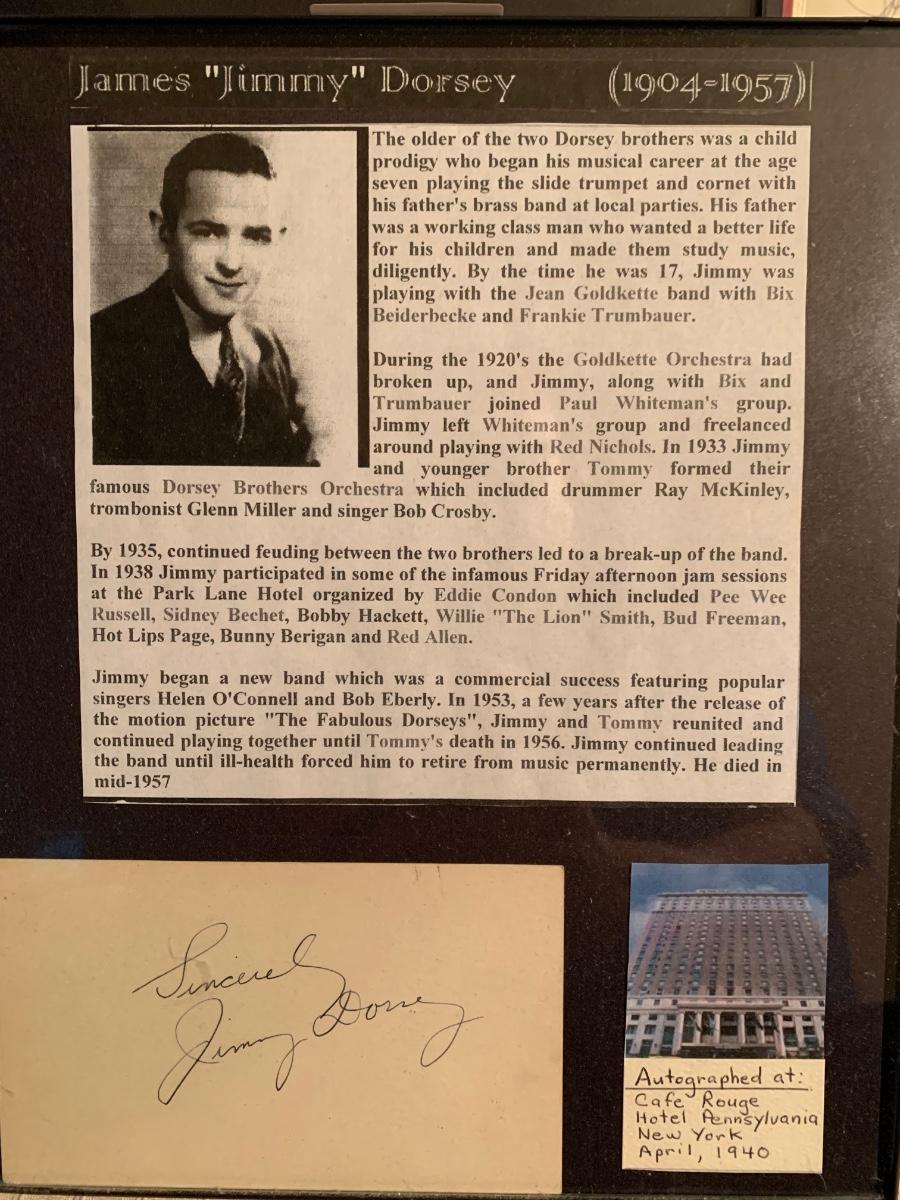 James "Jimmy" Dorsey (1904-1957)
The older of the two Dorsey brothers was a child
prodigy who began his musical career at the age
seven playing the slide trumpet and cornet with
his father's brass band at local parties. His father
was a working class man who wanted a better life
for his children and made them study music,
diligently. By the time he was 17, Jimmy was
playing with the Jean Goldkette band with Bix
Beiderbecke and Frankie Trumbauer.
During the 1920's the Goldkette Orchestra had
broken up, and Jimmy, along with Bix and
Trumbauer joined Paul Whiteman's group.
Jimmy left Whiteman's group and freelanced
around playing with Red Nichols. In 1933 Jimmy
and younger brother Tommy formed their
famous Dorsey Brothers Orchestra which included drummer Ray McKinley,
trombonist Glenn Miller and singer Bob Crosby.
By 1935, continued feuding between the two brothers led to a break-up of the band.
In 1938 Jimmy participated in some of the infamous Friday afternoon jam sessions
at the Park Lane Hotel organized by Eddie Condon which included Pee Wee
Russell, Sidney Bechet, Bobby Hackett, Willie "The Lion" Smith, Bud Freeman,
Hot Lips Page, Bunny Berigan and Red Allen.
Jimmy began a new band which was a commercial success featuring popular
singers Helen O'Connell and Bob Eberly. In 1953, a few years after the release of
the motion picture "The Fabulous Dorseys", Jimmy and Tommy reunited and
continued playing together until Tommy's death in 1956. Jimmy continued leading
the band until ill-health forced him to retire from music permanently. He died in
mid-1957
Sincerely
Jimmy Dorsey
Autographed at:
Cafe Rouge
Hotel Pennsylvania
New York
April, 1940